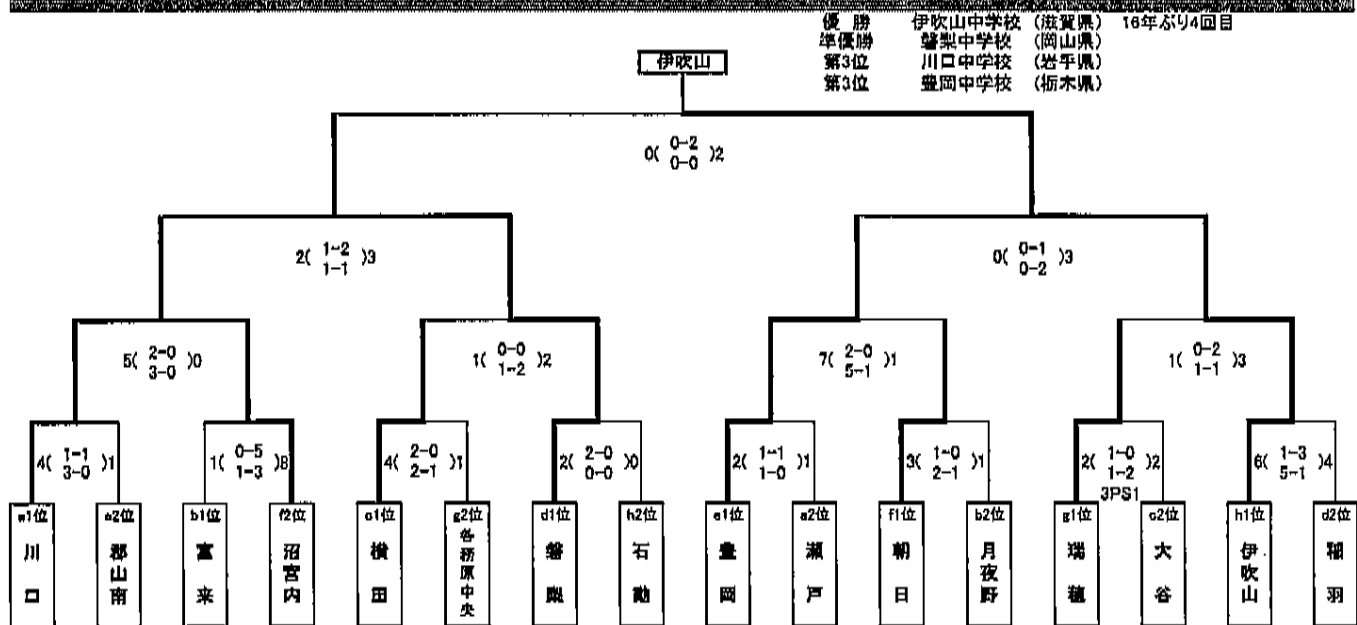 優 勝 伊吹山中学校 (滋賀県) 16年ぶり4回目
準優勝 磐梨中学校 (岡山県)
第3位 川口中学校 (岩手県)
第3位 豊岡中学校 (栃木県)
伊吹山
0( 0-2 )2
0-0
2( 1-2 )3
1-1
0( 0-1 )3
0-2
5( 2-0 )0
3-0
1( 0-0 )2
1-2
7( 2-0 )1
5-1
1( 0-2 )3
1-1
4( 1-1 )1
3-0
1( 0-5 )8
1-3
4( 2-0 )1
2-1
2( 2-0 )0
0-0
2( 1-1 )1
1-0
3( 1-0 )1
2-1
2( 1-0 )2
1-2
3PS1
6( 1-3 )4
5-1
a1位 川口
e2位 郡山南
b1位 富来
f2位 沼宮内
c1位 横田
g2位 各務原中央
d1位 磐梨
h2位 石動
e1位 豊岡
a2位 瀬戸
f1位 朝日
b2位 月夜野
g1位 瑞穂
c2位 大谷
h1位 伊吹山
d2位 稲羽